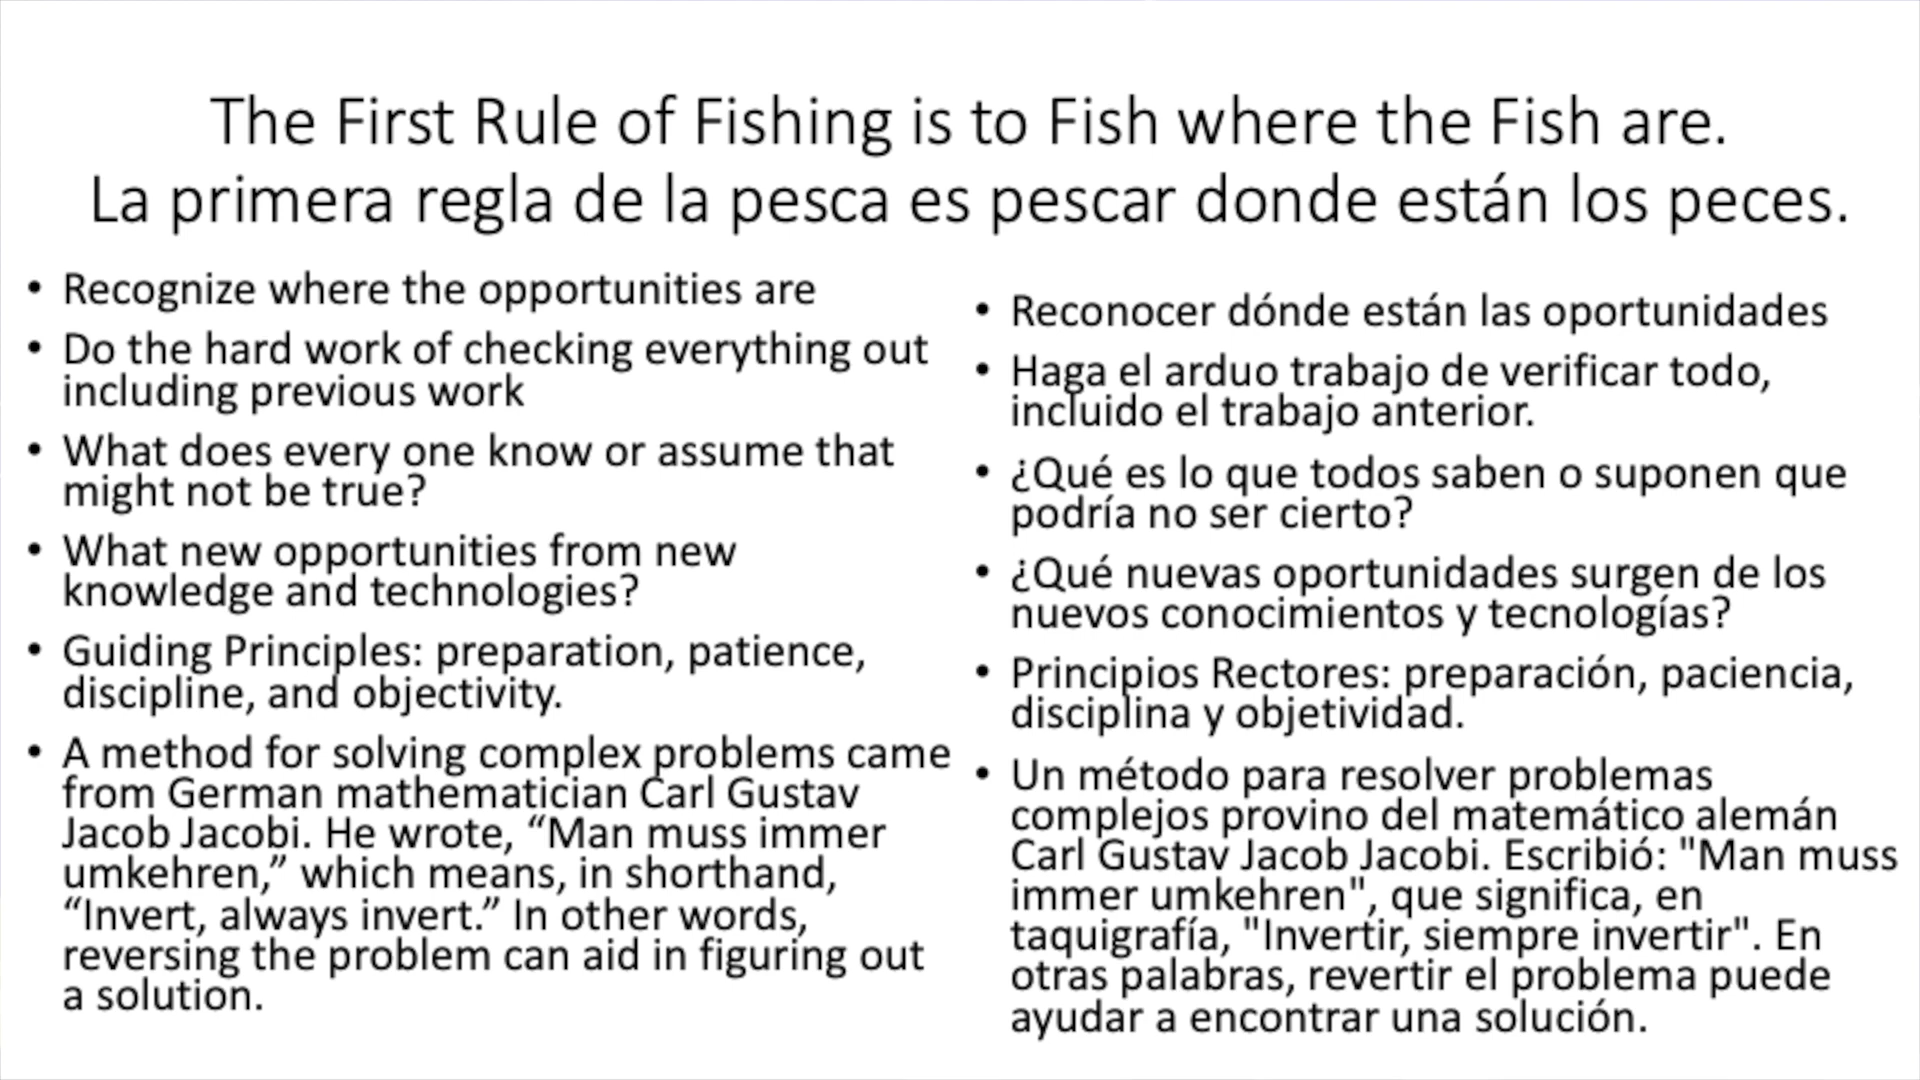 The First Rule of Fishing is to Fish where the Fish are.
La primera regla de la pesca es pescar donde están los peces.
• Recognize where the opportunities are
• Do the hard work of checking everything out
including previous work
• What does every one know or assume that
might not be true?
• What new opportunities from new
knowledge and technologies?
• Guiding Principles: preparation, patience,
discipline, and objectivity.
• A method for solving complex problems came
from German mathematician Carl Gustav
Jacob Jacobi. He wrote, “Man muss immer
umkehren,” which means, in shorthand,
“Invert, always invert.” In other words,
reversing the problem can aid in figuring out
a solution.
• Reconocer dónde están las oportunidades
• Haga el arduo trabajo de verificar todo,
incluido el trabajo anterior.
• ¿Qué es lo que todos saben o suponen que
podría no ser cierto?
• ¿Qué nuevas oportunidades surgen de los
nuevos conocimientos y tecnologías?
• Principios Rectores: preparación, paciencia,
disciplina y objetividad.
• Un método para resolver problemas
complejos provino del matemático alemán
Carl Gustav Jacob Jacobi. Escribió: "Man muss
immer umkehren", que significa, en
taquigrafía, "Invertir, siempre invertir". En
otras palabras, revertir el problema puede
ayudar a encontrar una solución.